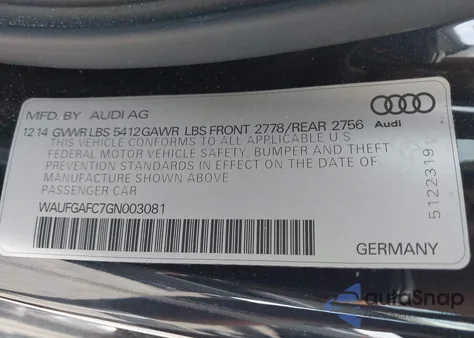 MFD. BY AUDI AG
12 14 GVWR LBS 5412 GAWR LBS FRONT 2778/REAR 2756
THIS VEHICLE CONFORMS TO ALL APPLICABLE U.S.
FEDERAL MOTOR VEHICLE SAFETY, BUMPER AND THEFT
STANDARDS IN EFFECT ON THE DATE OF
MANUFACTURE SHOWN ABOVE
PASSENGER CAR
WAUFGAFC7GN003081
Audi
5122319
GERMANY
autoSnap